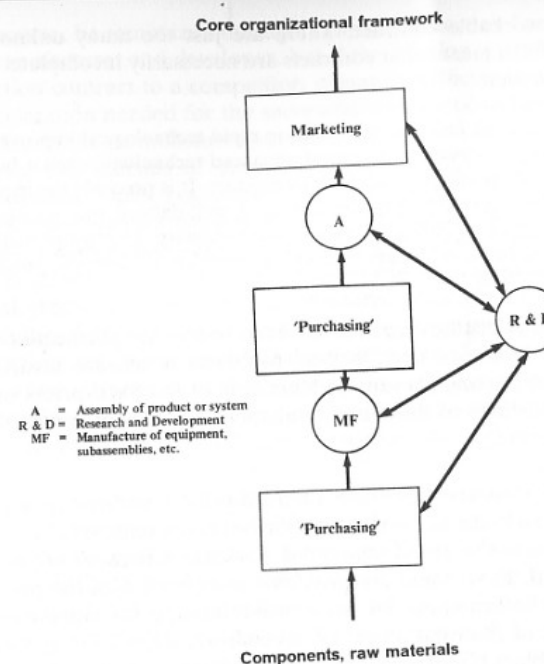 Core organizational framework
Marketing
A
'Purchasing'
R & D
A = Assembly of product or system
R & D = Research and Development
MF = Manufacture of equipment,
subassemblies, etc.
MF
'Purchasing'
Components, raw materials